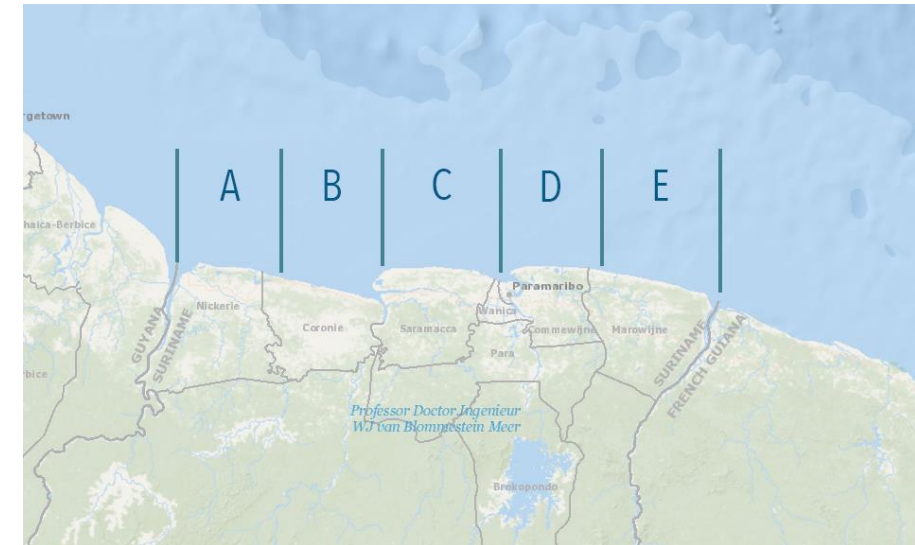 rgetown
A
B
C
D
E
haica-Berbice
Nickerie
Paramaribo
Wanica
Coronie
Saramacca
Commewijne
Marowijne
Para
GUYANA
SURINAME
SURINAME
FRENCH GUIANA
rbice
Professor Doctor Ingenieur
WJ van Blommestein Meer
Brokopondo